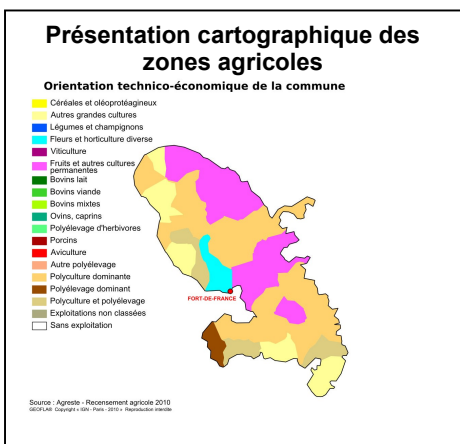 Présentation cartographique des
zones agricoles
Orientation technico-économique de la commune
Céréales et oléoprotéagineux
Autres grandes cultures
Légumes et champignons
Fleurs et horticulture diverse
Viticulture
Fruits et autres cultures
permanentes
Bovins lait
Bovins viande
Bovins mixtes
Ovins, caprins
Polyélevage d'herbivores
Porcins
Aviculture
Autre polyélevage
Polyculture dominante
Polyélevage dominant
Polyculture et polyélevage
Exploitations non classées
Sans exploitation
FORT-DE-FRANCE
Source : Agreste - Recensement agricole 2010
GEOFLA® Copyright « IGN - Paris - 2010 » Reproduction interdite